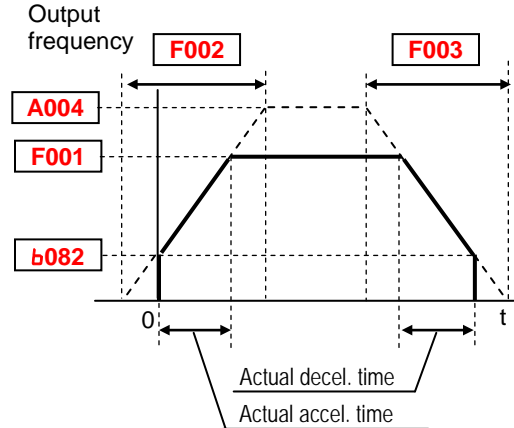 Output
frequency
F002
F003
A004
F001
b082
0
t
Actual decel. time
Actual accel. time